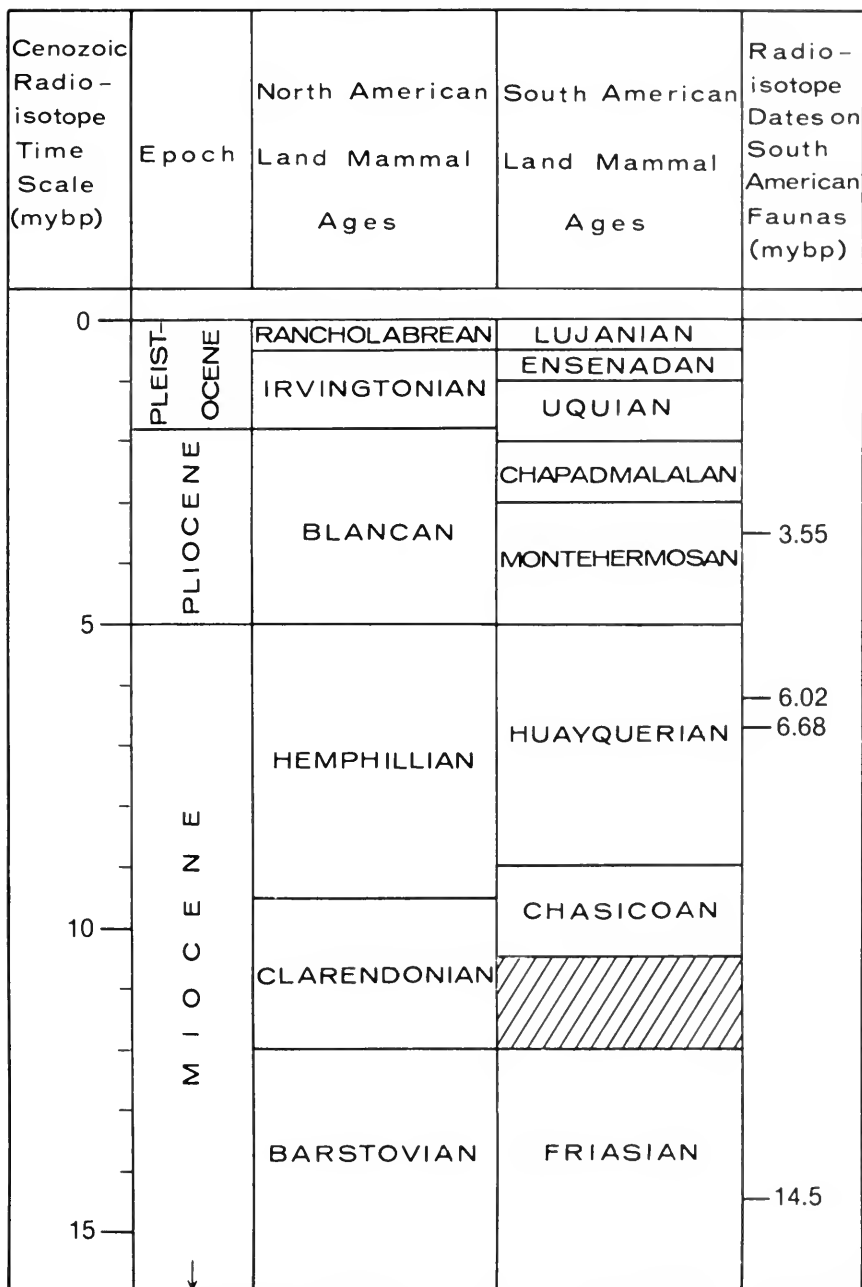 Cenozoic
Radio-
isotope
Time
Scale
(mybp)
Epoch
North American
Land Mammal
Ages
South American
Land Mammal
Ages
Radio-
isotope
Dates on
South
American
Faunas
(mybp)
0
5
10
15
PLEIST-
OCENE
PLIOCENE
MIOCENE
RANCHOLABREAN
IRVINGTONIAN
BLANCAN
HEMPHILLIAN
CLARENDONIAN
BARSTOVIAN
LUJANIAN
ENSENADAN
UQUIAN
CHAPADMALALAN
MONTEHERMOSAN
HUAYQUERIAN
CHASICOAN
FRIASIAN
3.55
6.02
6.68
14.5